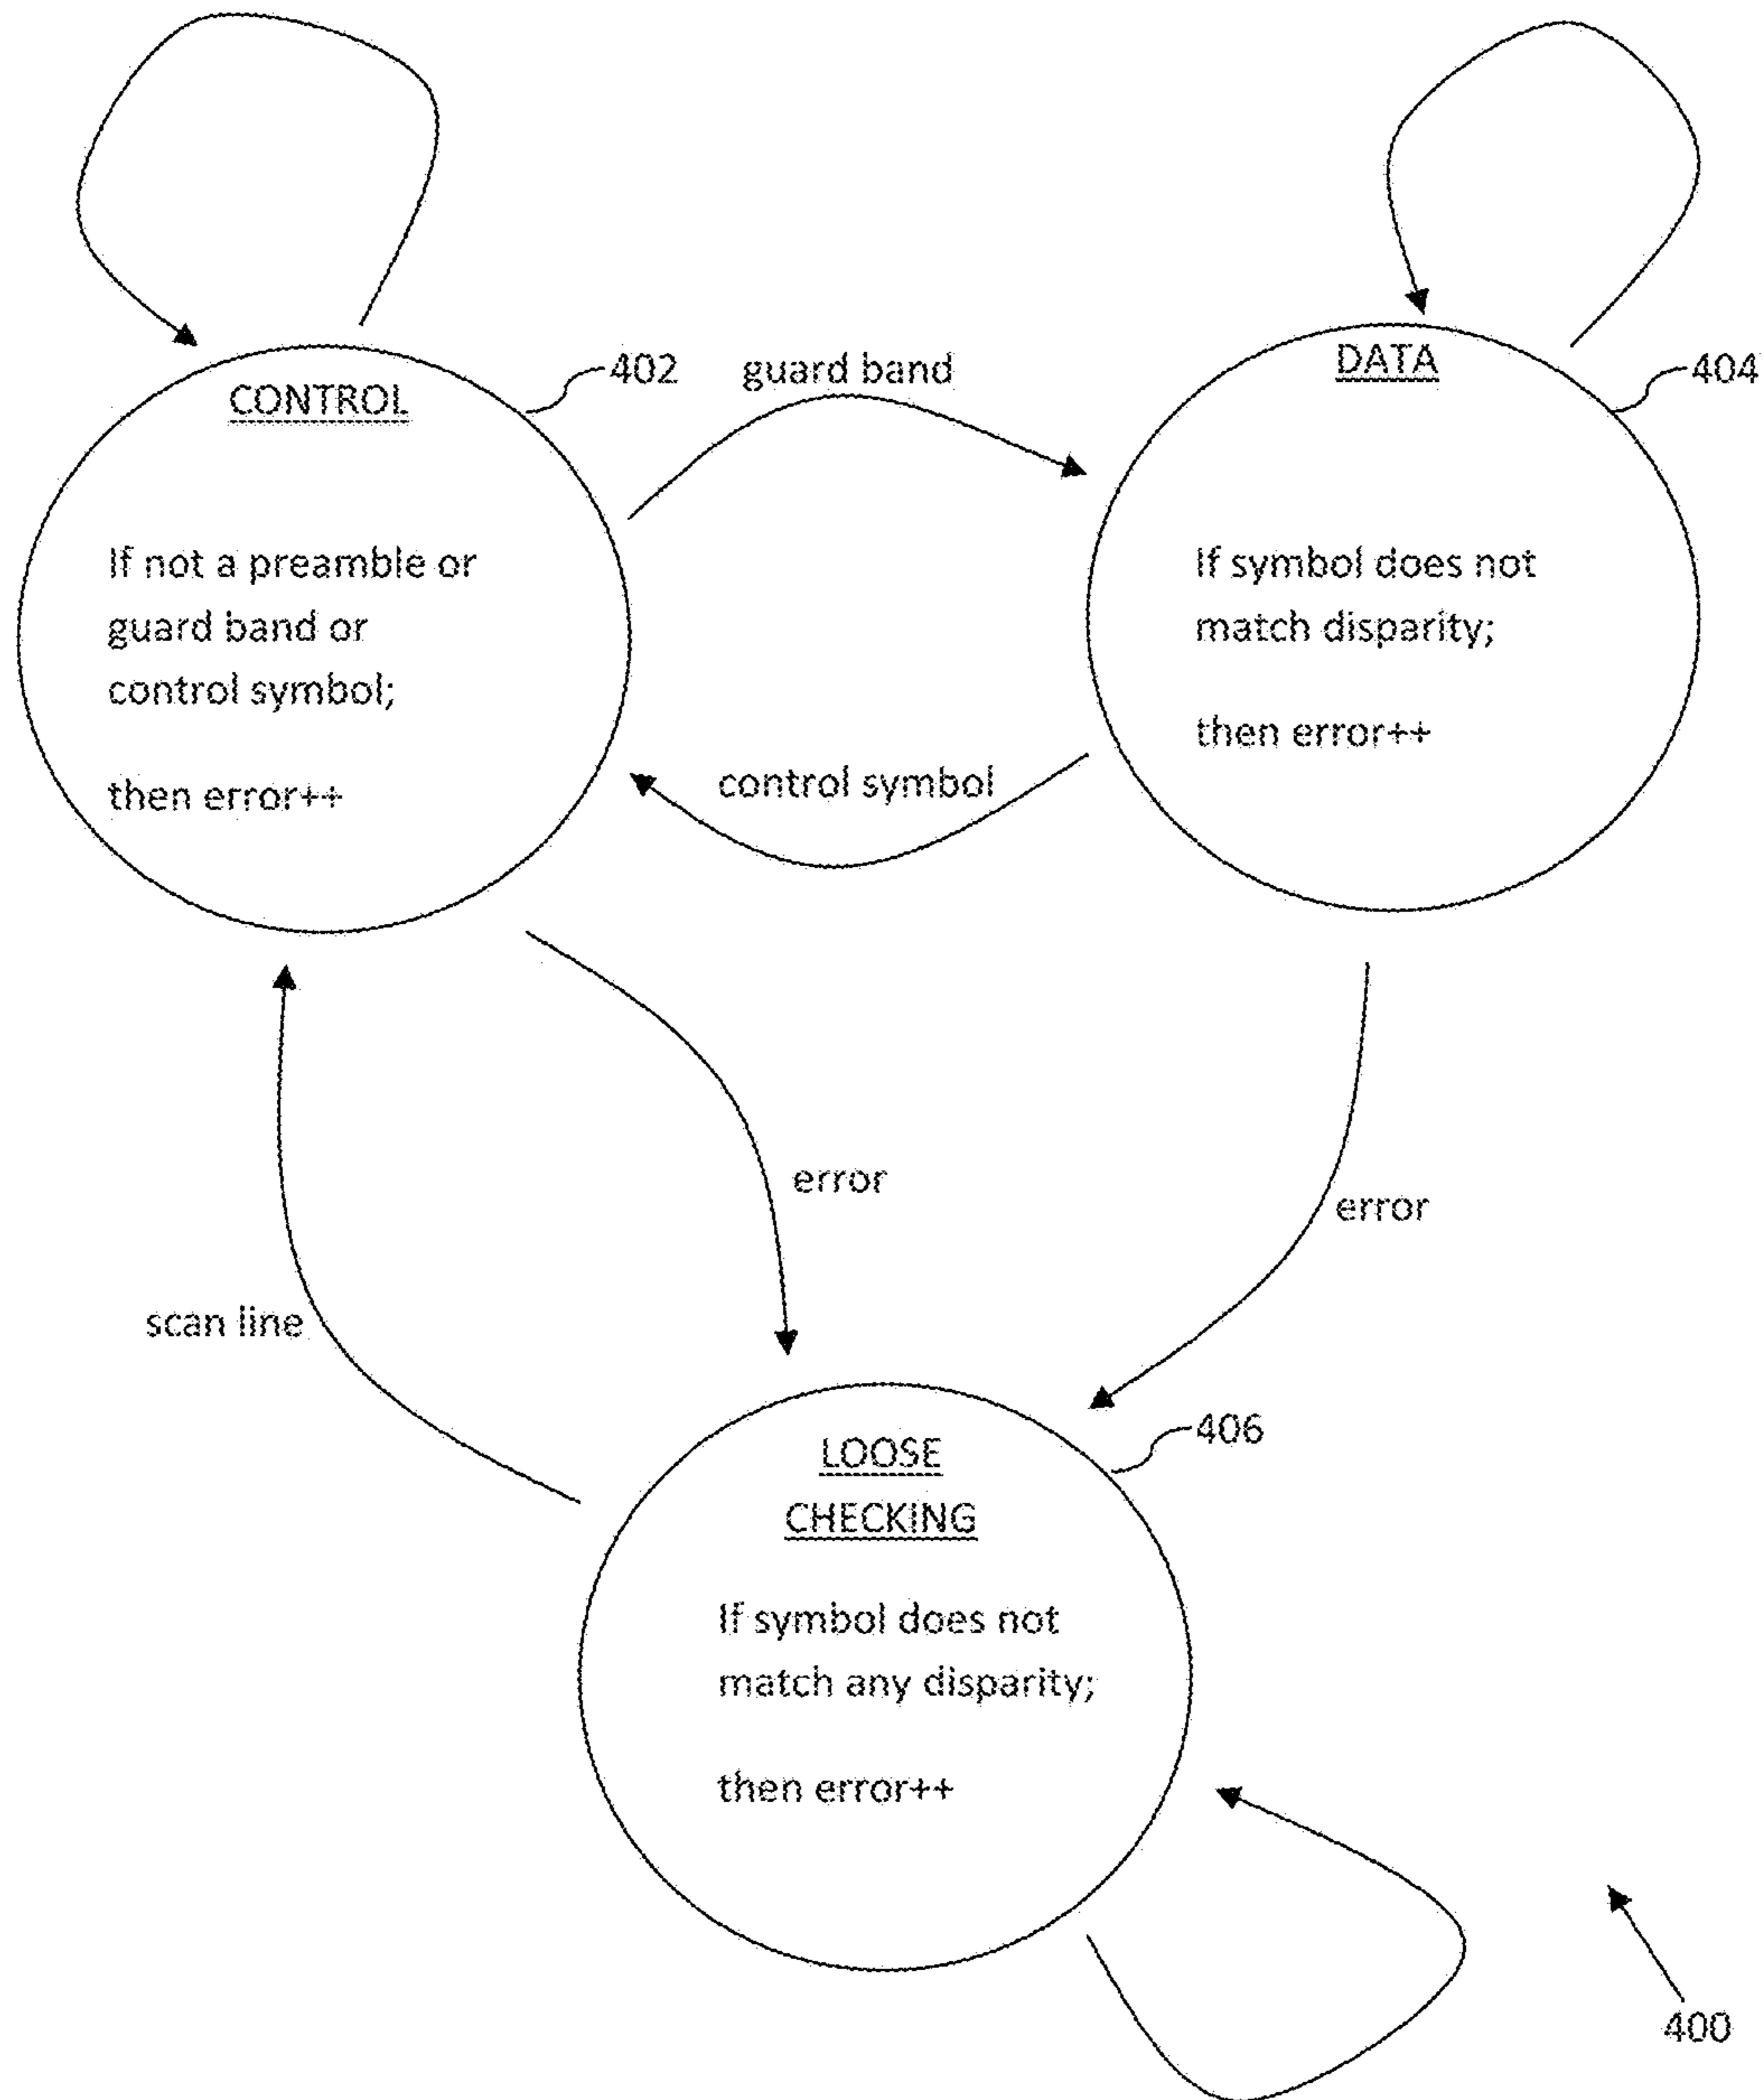 CONTROL
402
If not a preamble or
guard band or
control symbol;
then error++
guard band
DATA
404
If symbol does not
match disparity;
then error++
control symbol
error
error
scan line
LOOSE
CHECKING
406
If symbol does not
match any disparity;
then error++
400